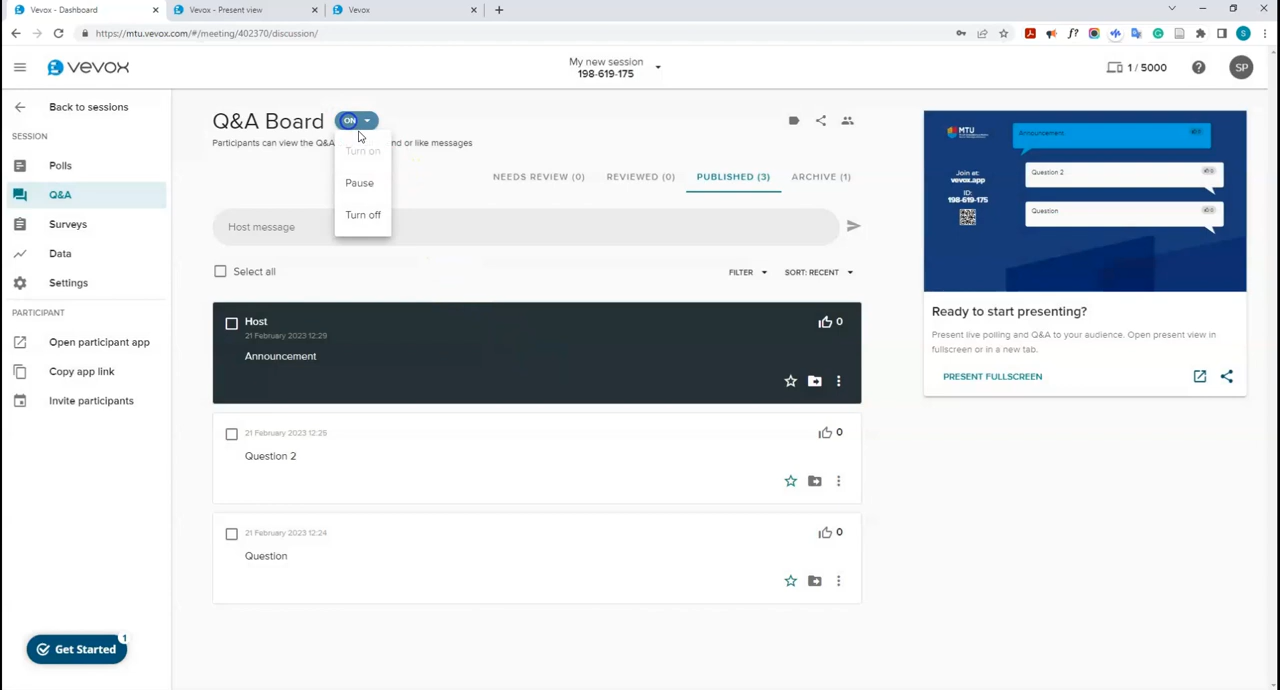 Vevox - Dashboard
Vevox - Present view
Vevox
https://mtu.vevox.com/#/meeting/402370/discussion/
f?
S
vevox
My new session
198-619-175
1 / 5000
SP
Back to sessions
SESSION
Polls
Q&A
Surveys
Data
Settings
PARTICIPANT
Open participant app
Copy app link
Invite participants
Get Started
1
Q&A Board
ON
Participants can view the Q&A
nd or like messages
Turn on
Pause
Turn off
NEEDS REVIEW (0)
REVIEWED (0)
PUBLISHED (3)
ARCHIVE (1)
Host message
Select all
FILTER
SORT: RECENT
Host
0
21 February 2023 12:29
Announcement
21 February 2023 12:25
0
Question 2
21 February 2023 12:24
0
Question
MTU
Join at:
vevox.app
ID:
198-619-175
Announcement
Question 2
Question
Ready to start presenting?
Present live polling and Q&A to your audience. Open present view in
fullscreen or in a new tab.
PRESENT FULLSCREEN